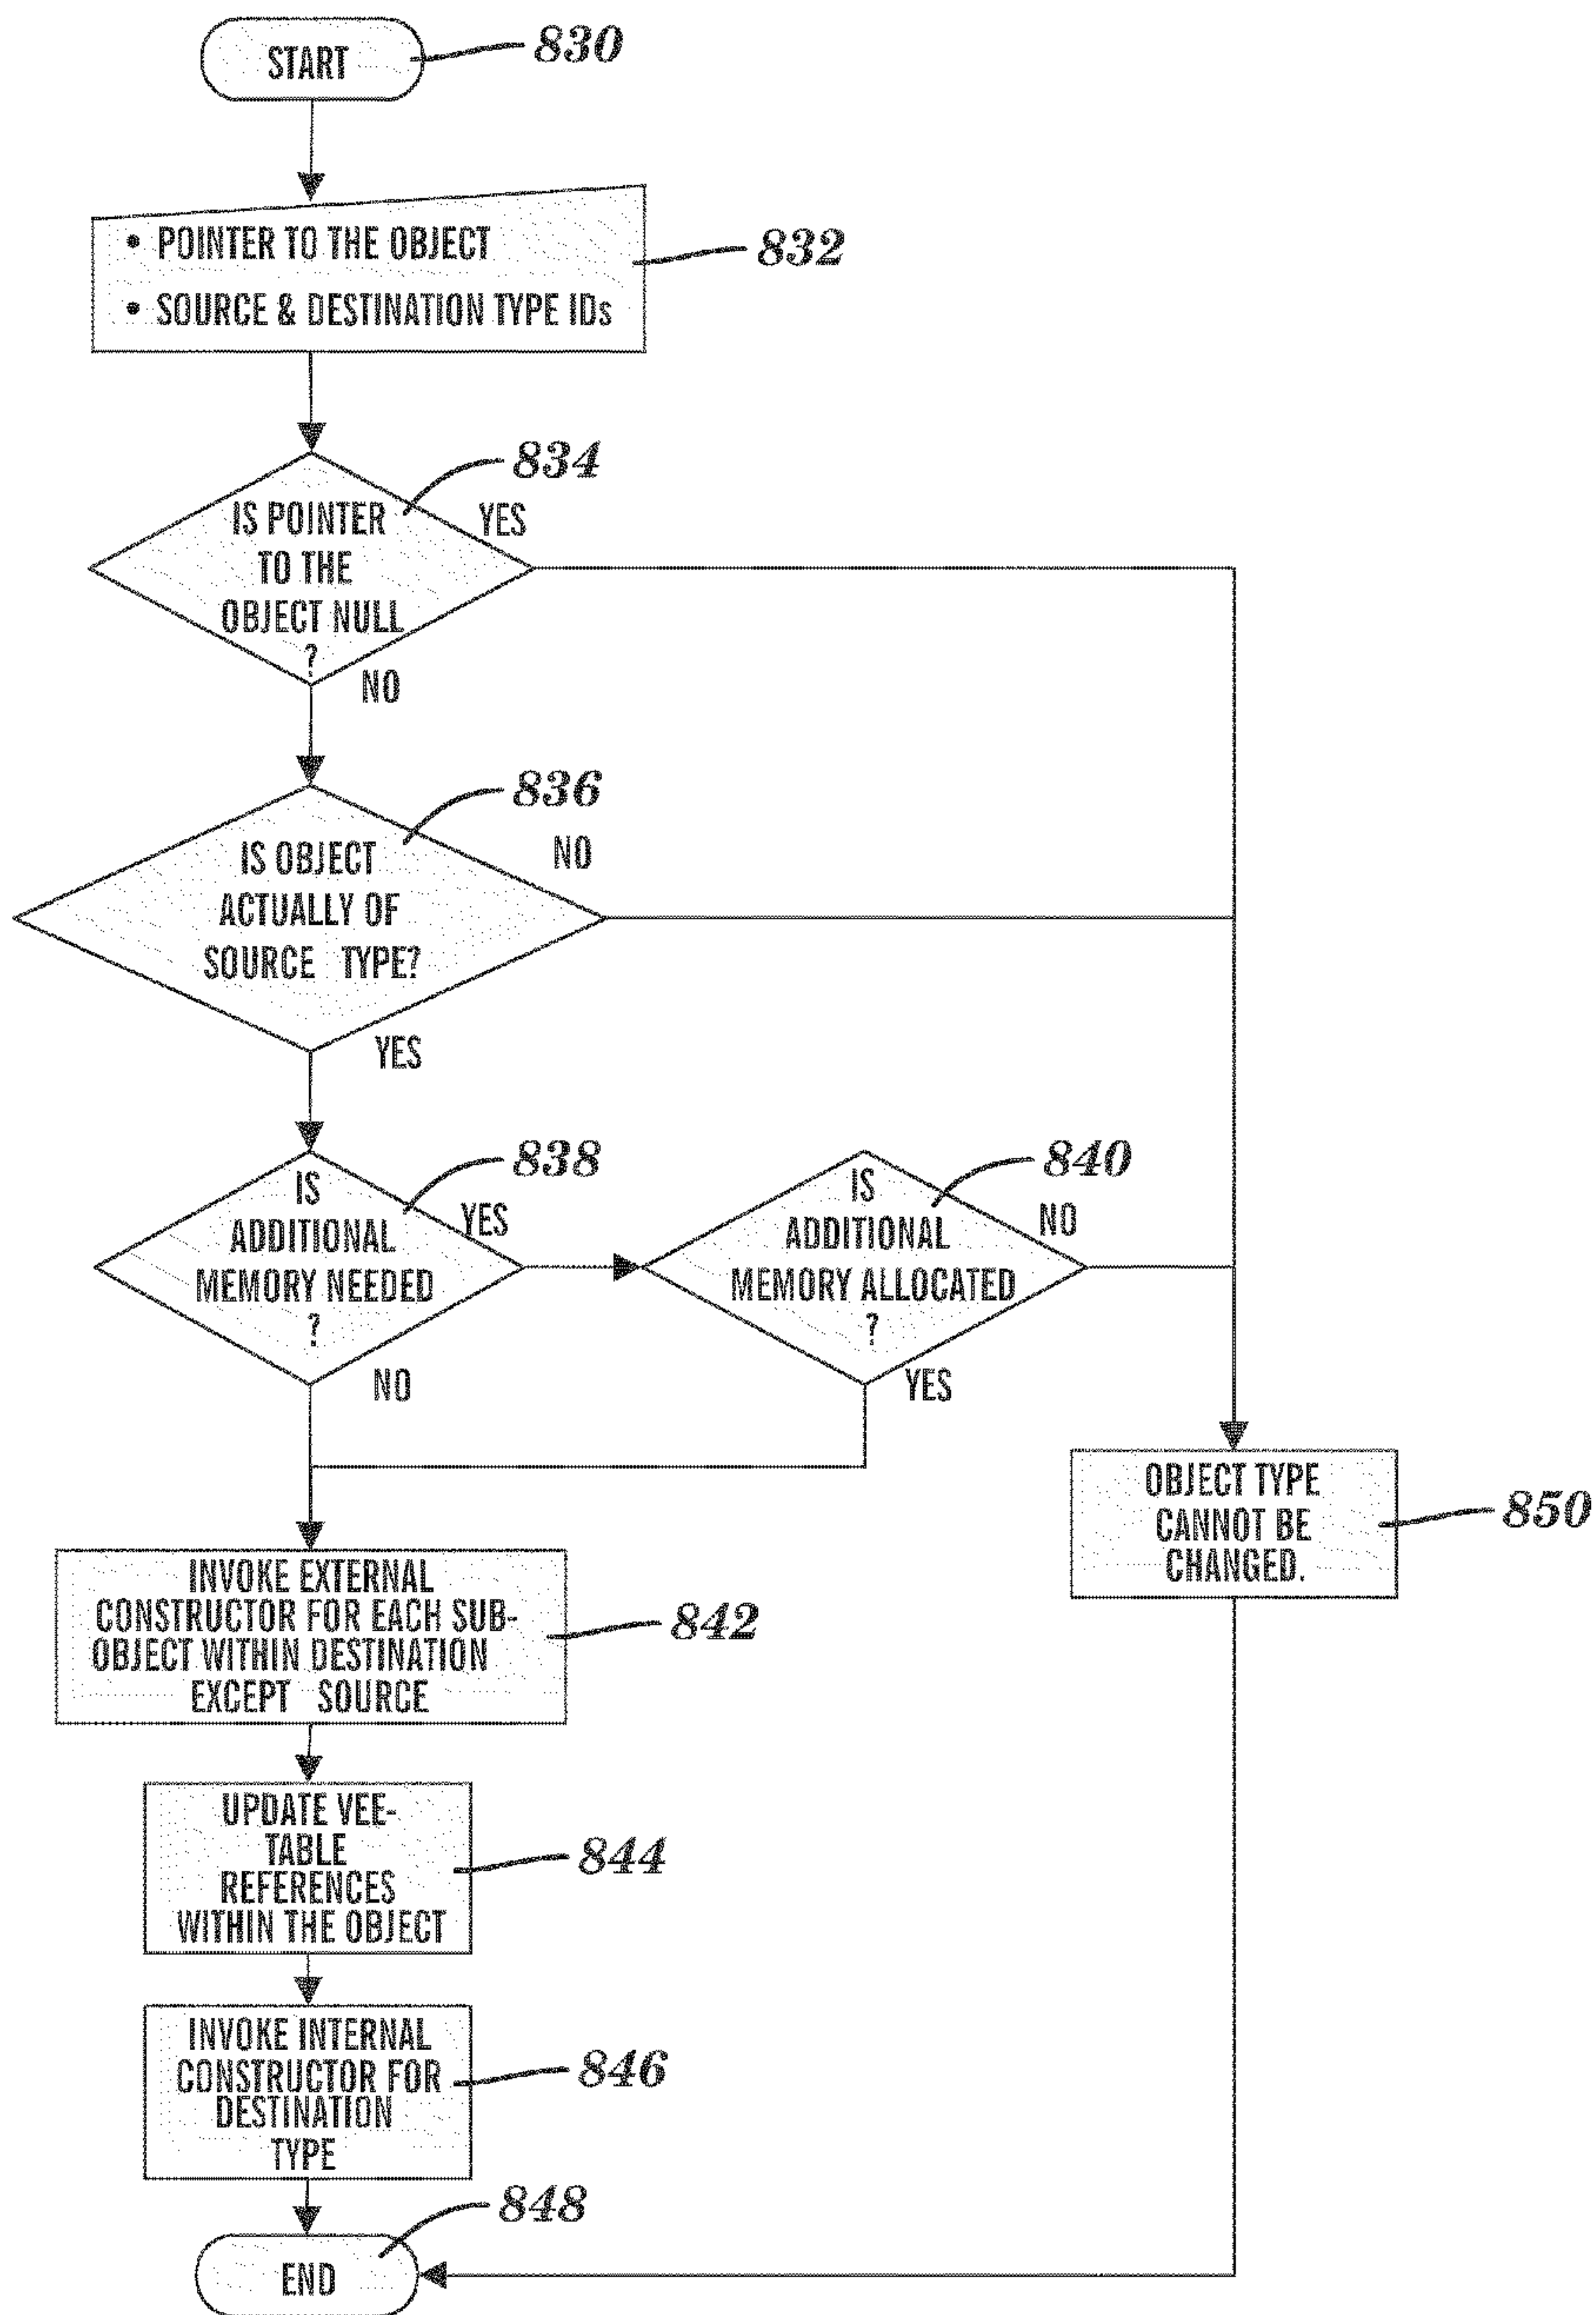 START
830
• POINTER TO THE OBJECT
832
• SOURCE & DESTINATION TYPE IDs
834
IS POINTER
YES
TO THE
OBJECT NULL
?
NO
836
IS OBJECT
NO
ACTUALLY OF
SOURCE TYPE?
YES
838
IS
YES
ADDITIONAL
MEMORY NEEDED
?
NO
840
IS
NO
ADDITIONAL
MEMORY ALLOCATED
?
YES
OBJECT TYPE
CANNOT BE
CHANGED.
850
INVOKE EXTERNAL
CONSTRUCTOR FOR EACH SUB-
OBJECT WITHIN DESTINATION
EXCEPT SOURCE
842
UPDATE VEE-
TABLE
REFERENCES
WITHIN THE OBJECT
844
INVOKE INTERNAL
CONSTRUCTOR FOR
DESTINATION
TYPE
846
848
END